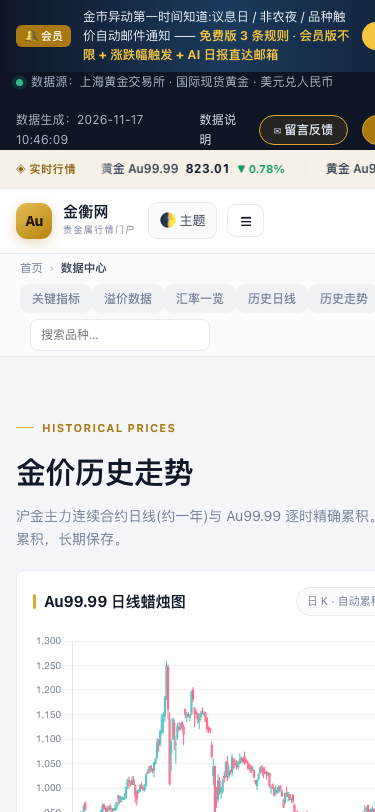 🔔 会员
金市异动第一时间知道:议息日 / 非农夜 / 品种触
价自动邮件通知 —— 免费版 3 条规则 · 会员版不
限 + 涨跌幅触发 + AI 日报直达邮箱
数据源: 上海黄金交易所 · 国际现货黄金 · 美元兑人民币
数据生成: 2026-11-17
10:46:09
数据说
明
✉ 留言反馈
◈ 实时行情
黄金 Au99.99 823.01 ▼0.78%
黄金 Au9
Au
金衡网
贵金属行情门户
🌓 主题
☰
首页 › 数据中心
关键指标 溢价数据 汇率一览 历史日线 历史走势
搜索品种...
HISTORICAL PRICES
金价历史走势
沪金主力连续合约日线(约一年)与 Au99.99 逐时精确累积。
累积，长期保存。
Au99.99 日线蜡烛图
日 K · 自动累
1,300
1,250
1,200
1,150
1,100
1,050
1,000